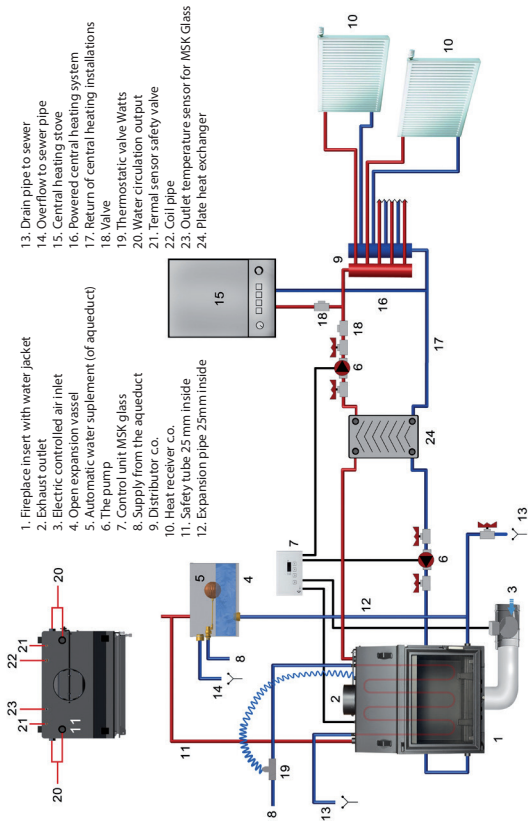 1. Fireplace insert with water jacket
2. Exhaust outlet
3. Electric controlled air inlet
4. Open expansion vassel
5. Automatic water suplement (of aqueduct)
6. The pump
7. Control unit MSK glass
8. Supply from the aqueduct
9. Distributor c.o.
10. Heat receiver c.o.
11. Safety tube 25 mm inside
12. Expansion pipe 25mm inside
13. Drain pipe to sewer
14. Overflow to sewer pipe
15. Central heating stove
16. Powered central heating system
17. Return of central heating installations
18. Valve
19. Thermostatic valve Watts
20. Water circulation output
21. Termal sensor safety valve
22. Coil pipe
23. Outlet temperature sensor for MSK Glass
24. Plate heat exchanger
20
21
23
22
21
20
11
8
13
19
11
14
8
5
4
2
12
1
3
7
6
13
24
6
18
18
15
9
16
17
10
10